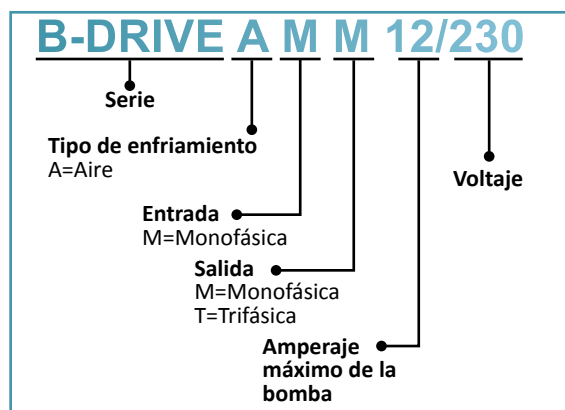 B-DRIVE A M M 12/230
Serie
Tipo de enfriamiento
A=Aire
Voltaje
Entrada
M=Monofásica
Salida
M=Monofásica
T=Trifásica
Amperaje
máximo de la
bomba